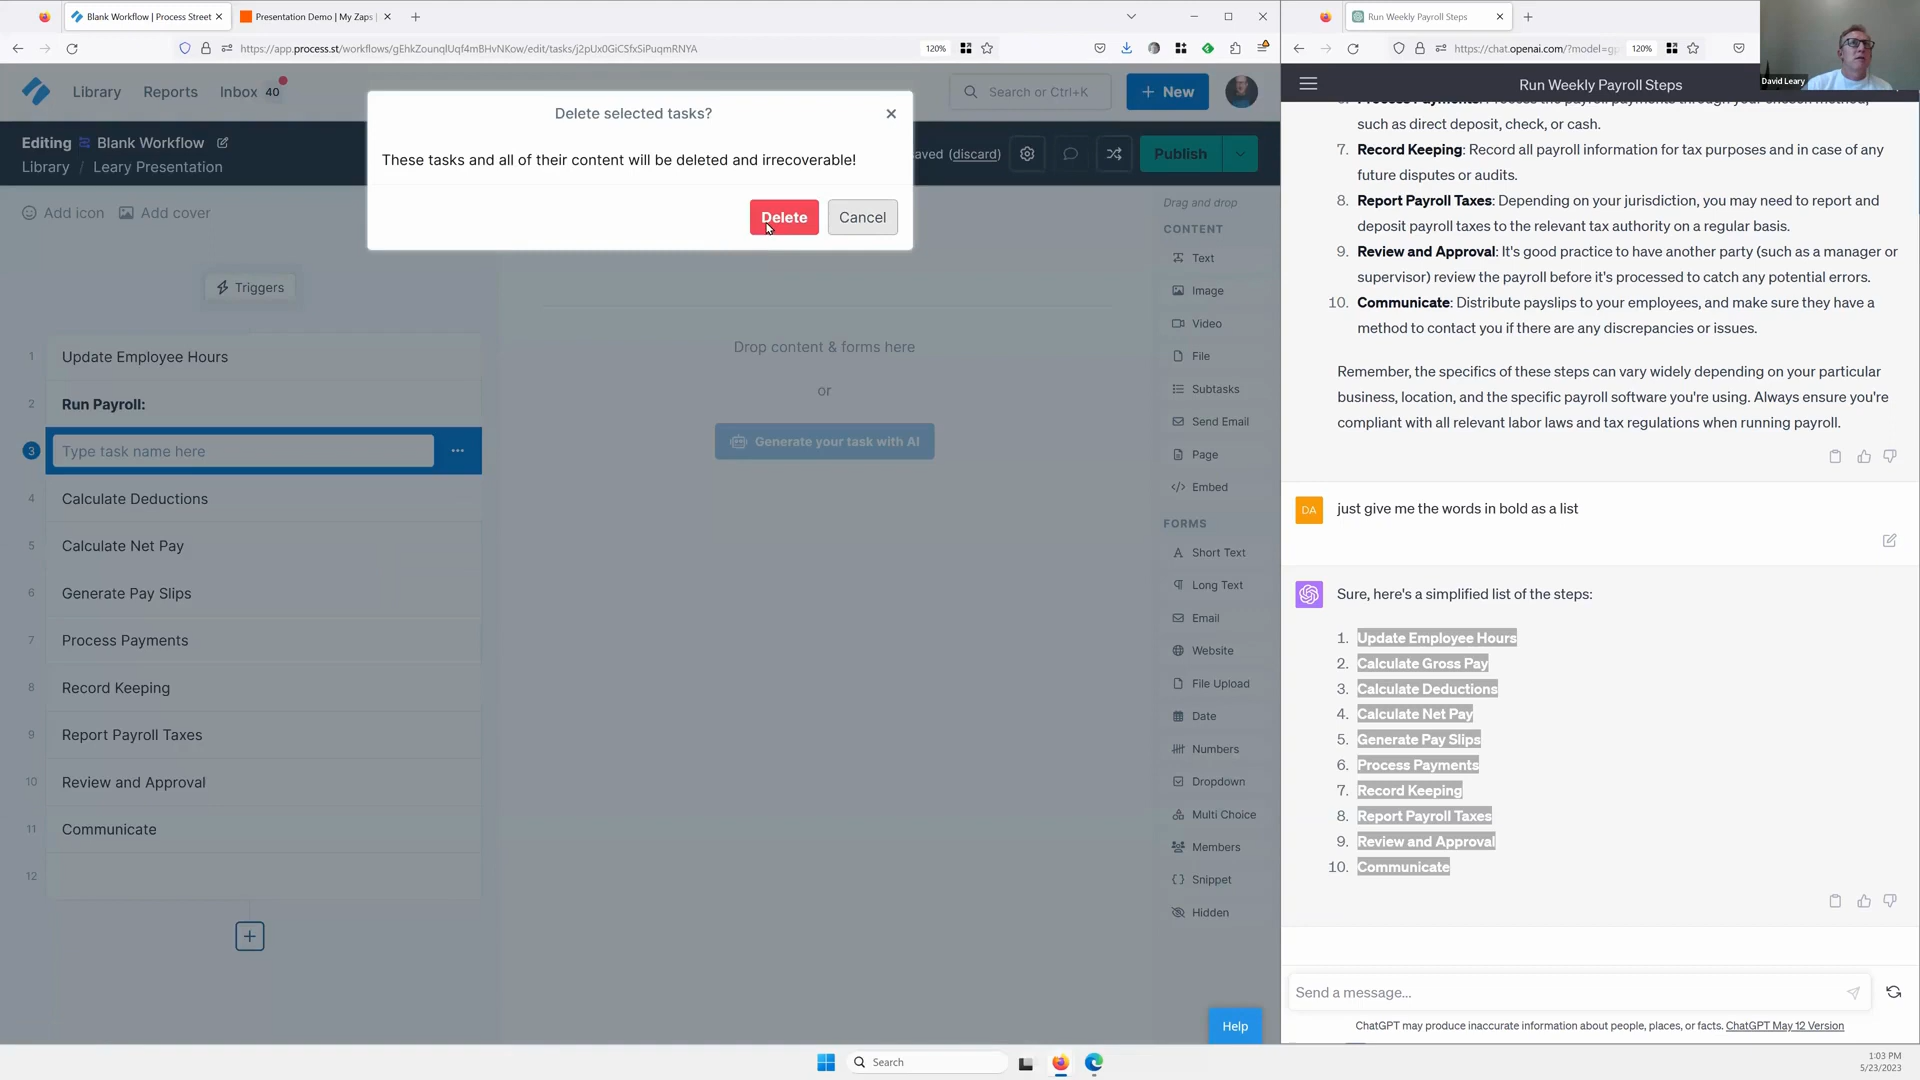 Blank Workflow | Process Street
Presentation Demo | My Zaps |
https://app.process.st/workflows/gEhkZounqlUqf4mBHvNKow/edit/tasks/j2pUx0GiCSfxSiPuqmRNYA
120%
Library
Reports
Inbox 40
Search or Ctrl+K
New
Editing Blank Workflow
Library / Leary Presentation
aved (discard)
Publish
Delete selected tasks?
These tasks and all of their content will be deleted and irrecoverable!
Delete
Cancel
Add icon
Add cover
Triggers
1 Update Employee Hours
2 Run Payroll:
3 Type task name here
4 Calculate Deductions
5 Calculate Net Pay
6 Generate Pay Slips
7 Process Payments
8 Record Keeping
9 Report Payroll Taxes
10 Review and Approval
11 Communicate
12
Drop content & forms here
or
Generate your task with AI
Drag and drop
CONTENT
Text
Image
Video
File
Subtasks
Send Email
Page
Embed
FORMS
Short Text
Long Text
Email
Website
File Upload
Date
Numbers
Dropdown
Multi Choice
Members
Snippet
Hidden
Help
Run Weekly Payroll Steps
https://chat.openai.com/?model=gp
120%
David Leary
Run Weekly Payroll Steps
such as direct deposit, check, or cash.
7. Record Keeping: Record all payroll information for tax purposes and in case of any
future disputes or audits.
8. Report Payroll Taxes: Depending on your jurisdiction, you may need to report and
deposit payroll taxes to the relevant tax authority on a regular basis.
9. Review and Approval: It's good practice to have another party (such as a manager or
supervisor) review the payroll before it's processed to catch any potential errors.
10. Communicate: Distribute payslips to your employees, and make sure they have a
method to contact you if there are any discrepancies or issues.
Remember, the specifics of these steps can vary widely depending on your particular
business, location, and the specific payroll software you're using. Always ensure you're
compliant with all relevant labor laws and tax regulations when running payroll.
DA just give me the words in bold as a list
Sure, here's a simplified list of the steps:
1. Update Employee Hours
2. Calculate Gross Pay
3. Calculate Deductions
4. Calculate Net Pay
5. Generate Pay Slips
6. Process Payments
7. Record Keeping
8. Report Payroll Taxes
9. Review and Approval
10. Communicate
Send a message...
ChatGPT may produce inaccurate information about people, places, or facts. ChatGPT May 12 Version
Search
1:03 PM
5/23/2023